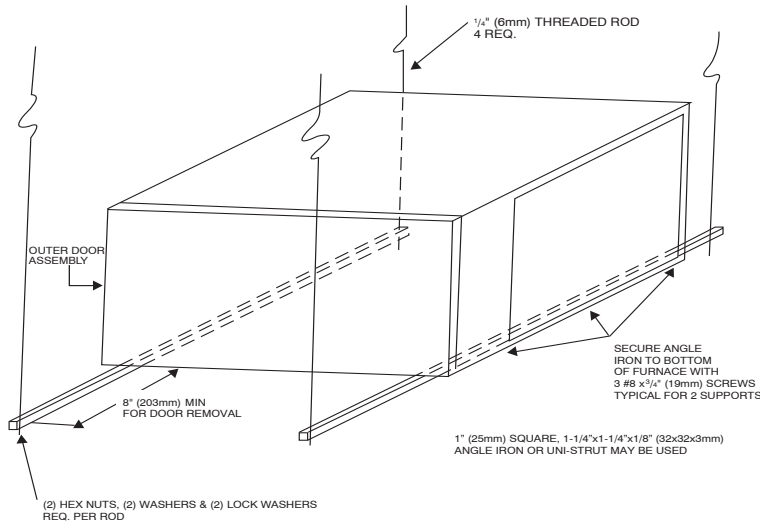 1/4" (6mm) THREADED ROD
4 REQ.
OUTER DOOR
ASSEMBLY
8" (203mm) MIN
FOR DOOR REMOVAL
SECURE ANGLE
IRON TO BOTTOM
OF FURNACE WITH
3 #8 x3/4" (19mm) SCREWS
TYPICAL FOR 2 SUPPORTS
1" (25mm) SQUARE, 1-1/4"x1-1/4"x1/8" (32x32x3mm)
ANGLE IRON OR UNI-STRUT MAY BE USED
(2) HEX NUTS, (2) WASHERS & (2) LOCK WASHERS
REQ. PER ROD